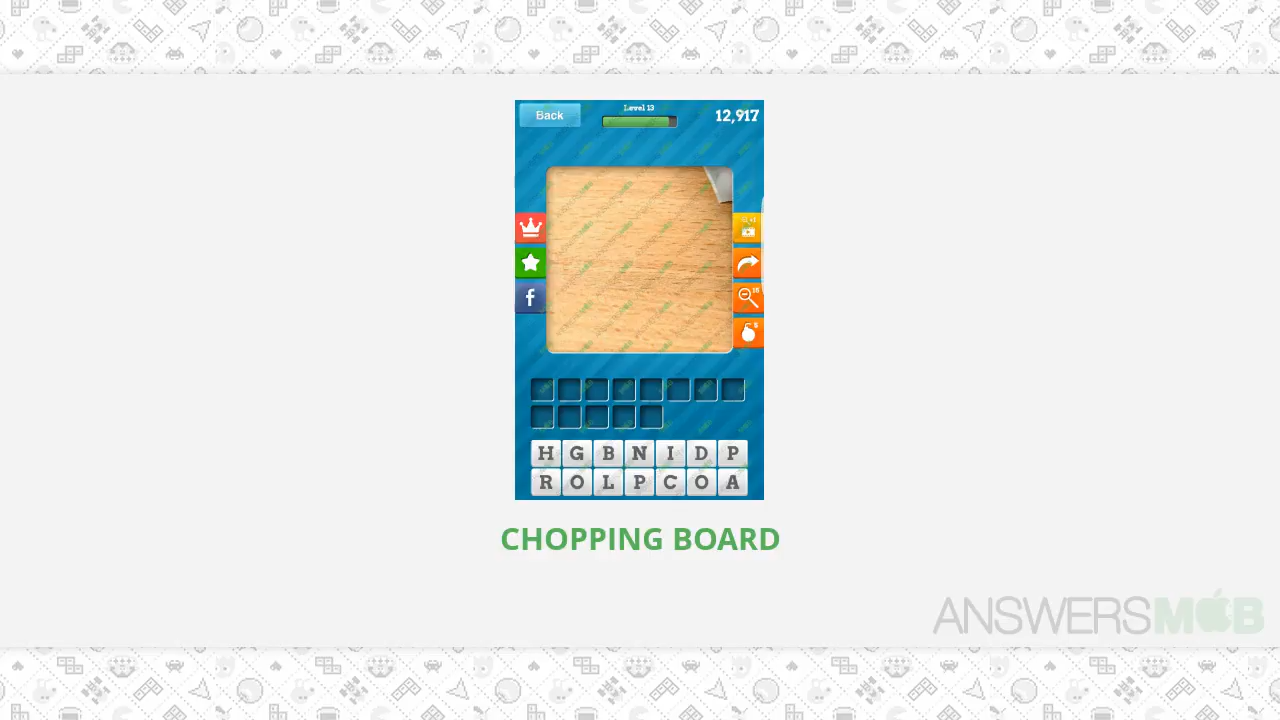 Level 13
Back
12,917
H G B N I D P
R O L P C O A
CHOPPING BOARD
ANSWERSMOB